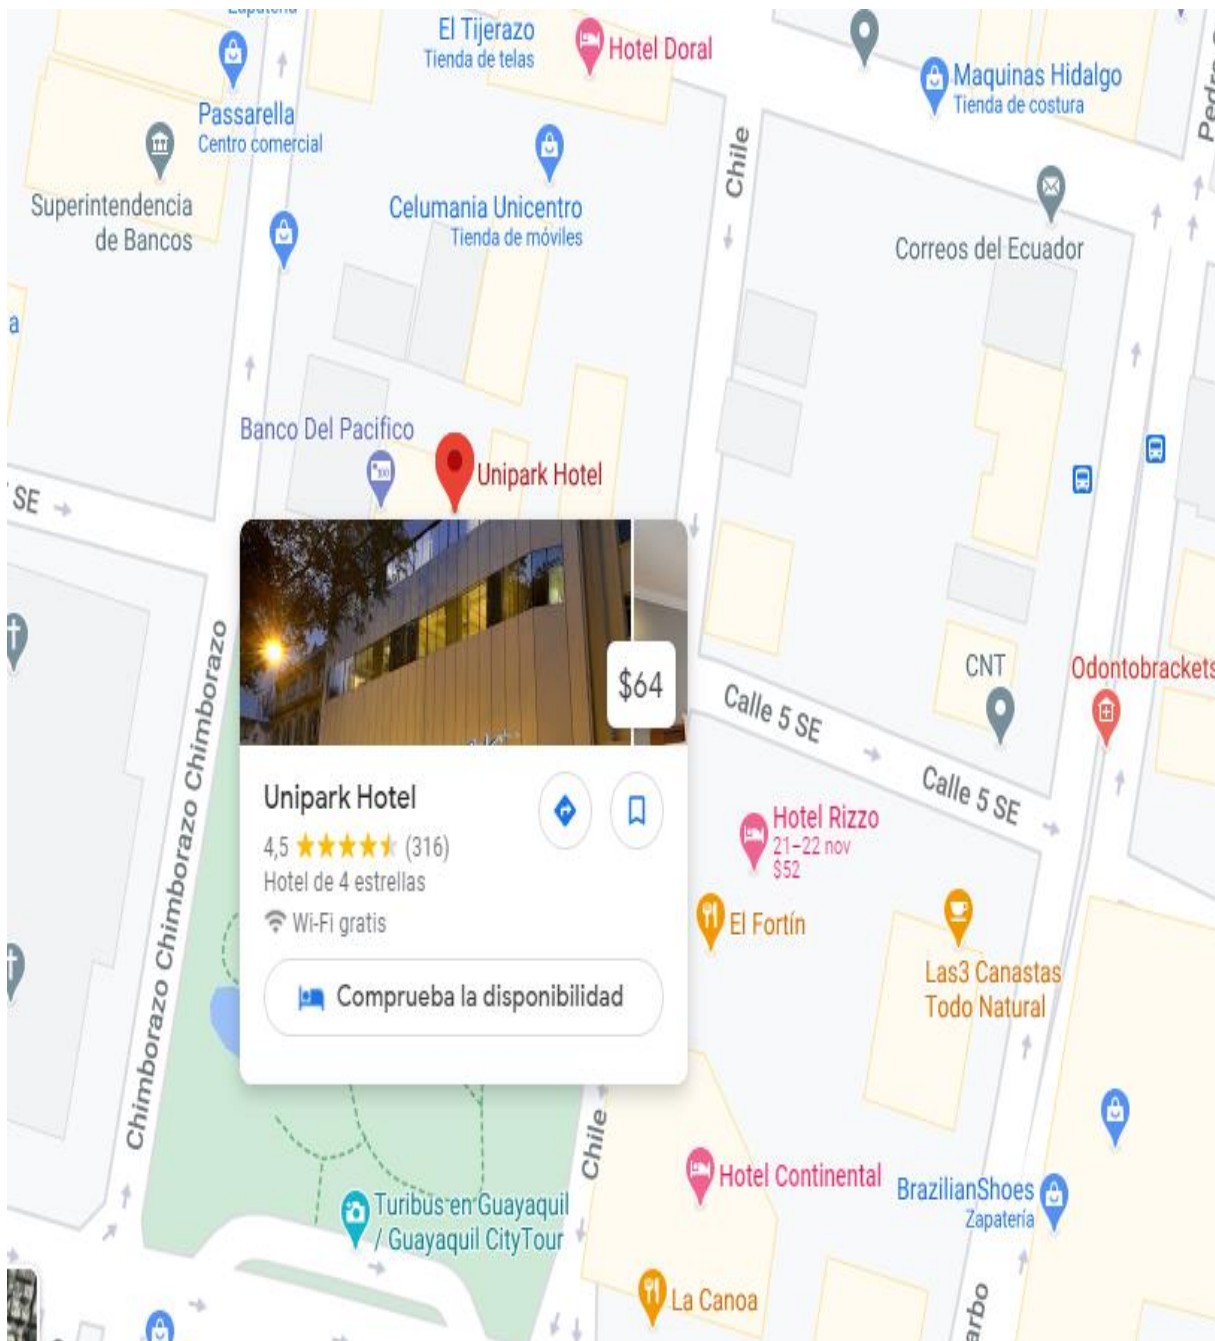 Zapatería
El Tijerazo
Tienda de telas
Hotel Doral
Maquinas Hidalgo
Tienda de costura
Passarella
Centro comercial
Superintendencia
de Bancos
Celumania Unicentro
Tienda de móviles
Chile
Correos del Ecuador
a
Banco Del Pacifico
Unipark Hotel
SE
$64
Calle 5 SE
Calle 5 SE
CNT
Odontobrackets
Unipark Hotel
4,5 (316)
Hotel de 4 estrellas
Wi-Fi gratis
Comprueba la disponibilidad
Hotel Rizzo
21–22 nov
$52
El Fortín
Las3 Canastas
Todo Natural
Chimborazo Chimborazo Chimborazo
Chile
Hotel Continental
BrazilianShoes
Zapatería
Turibus en Guayaquil
/ Guayaquil CityTour
La Canoa
arbo